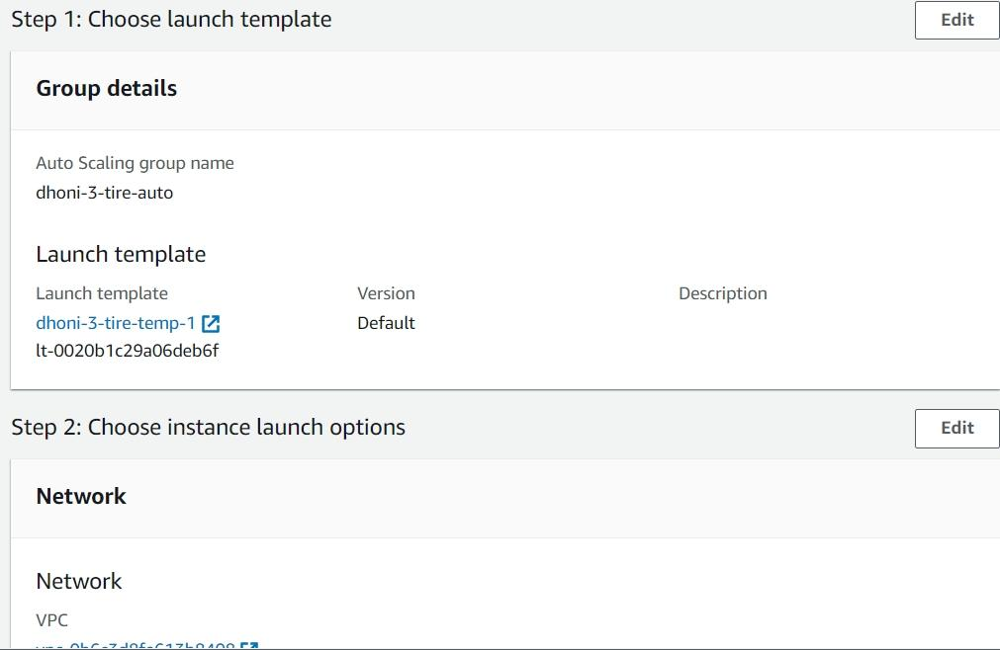 Step 1: Choose launch template
Edit
Group details
Auto Scaling group name
dhoni-3-tire-auto
Launch template
Launch template Version Description
dhoni-3-tire-temp-1 Default
lt-0020b1c29a06deb6f
Step 2: Choose instance launch options
Edit
Network
Network
VPC